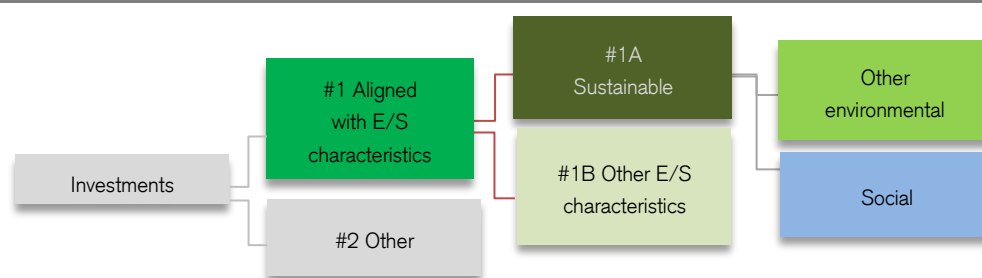 Investments
#1 Aligned
with E/S
characteristics
#2 Other
#1A
Sustainable
#1B Other E/S
characteristics
Other
environmental
Social